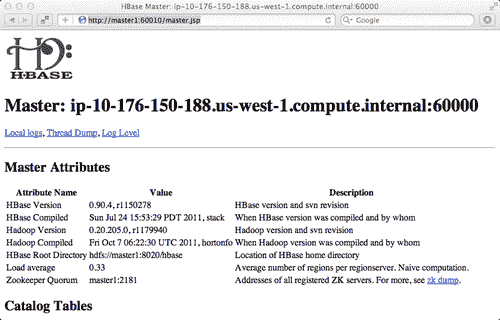 HBase Master: ip-10-176-150-188.us-west-1.compute.internal:60000
http://master1:60010/master.jsp
Google
HBASE
Master: ip-10-176-150-188.us-west-1.compute.internal:60000
Local logs, Thread Dump, Log Level
Master Attributes
Attribute Name Value Description
HBase Version 0.90.4, r1150278 HBase version and svn revision
HBase Compiled Sun Jul 24 15:53:29 PDT 2011, stack When HBase version was compiled and by whom
Hadoop Version 0.20.205.0, r1179940 Hadoop version and svn revision
Hadoop Compiled Fri Oct 7 06:22:30 UTC 2011, hortonfo When Hadoop version was compiled and by whom
HBase Root Directory hdfs://master1:8020/hbase Location of HBase home directory
Load average 0.33 Average number of regions per regionserver. Naive computation.
Zookeeper Quorum master1:2181 Addresses of all registered ZK servers. For more, see zk dump.
Catalog Tables